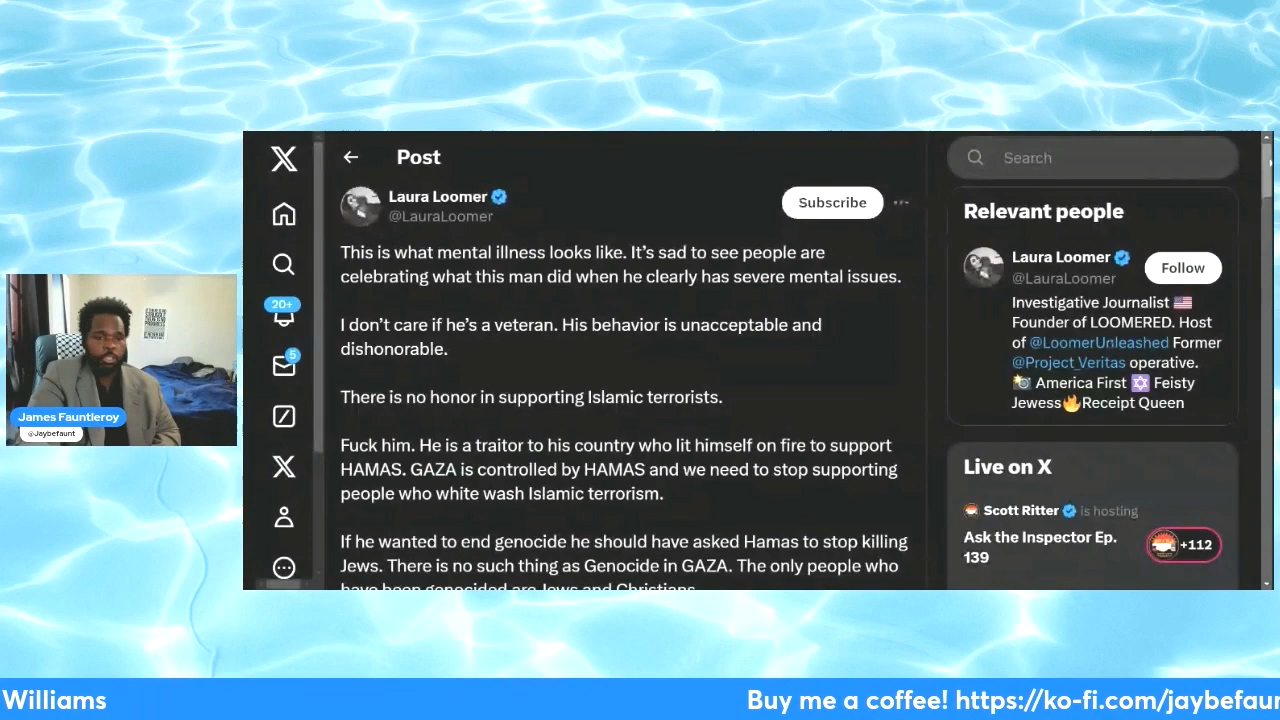 Post
Laura Loomer
@LauraLoomer
Subscribe
This is what mental illness looks like. It’s sad to see people are
celebrating what this man did when he clearly has severe mental issues.
I don’t care if he’s a veteran. His behavior is unacceptable and
dishonorable.
There is no honor in supporting Islamic terrorists.
Fuck him. He is a traitor to his country who lit himself on fire to support
HAMAS. GAZA is controlled by HAMAS and we need to stop supporting
people who white wash Islamic terrorism.
If he wanted to end genocide he should have asked Hamas to stop killing
Jews. There is no such thing as Genocide in GAZA. The only people who
have been genocided are Jews and Christians
20+
5
Search
Relevant people
Laura Loomer
@LauraLoomer
Follow
Investigative Journalist 🇺🇸
Founder of LOOMERED. Host
of @LoomerUnleashed Former
@Project_Veritas operative.
📸 America First ✡️ Feisty
Jewess🔥Receipt Queen
Live on X
Scott Ritter is hosting
Ask the Inspector Ep.
139
+112
James Fauntleroy
@Jaybefaunt
Williams
Buy me a coffee! https://ko-fi.com/jaybefaun